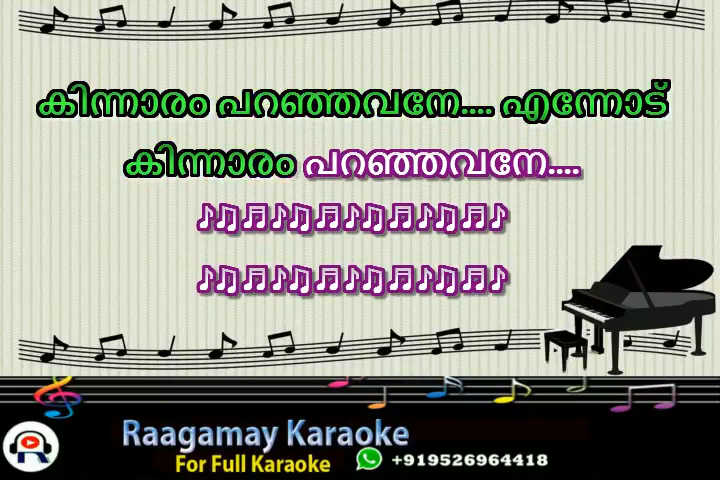 കിന്നാരം പറഞ്ഞവനേ.... എന്നോട്
കിന്നാരം പറഞ്ഞവനേ....
Raagamay Karaoke
For Full Karaoke +919526964418